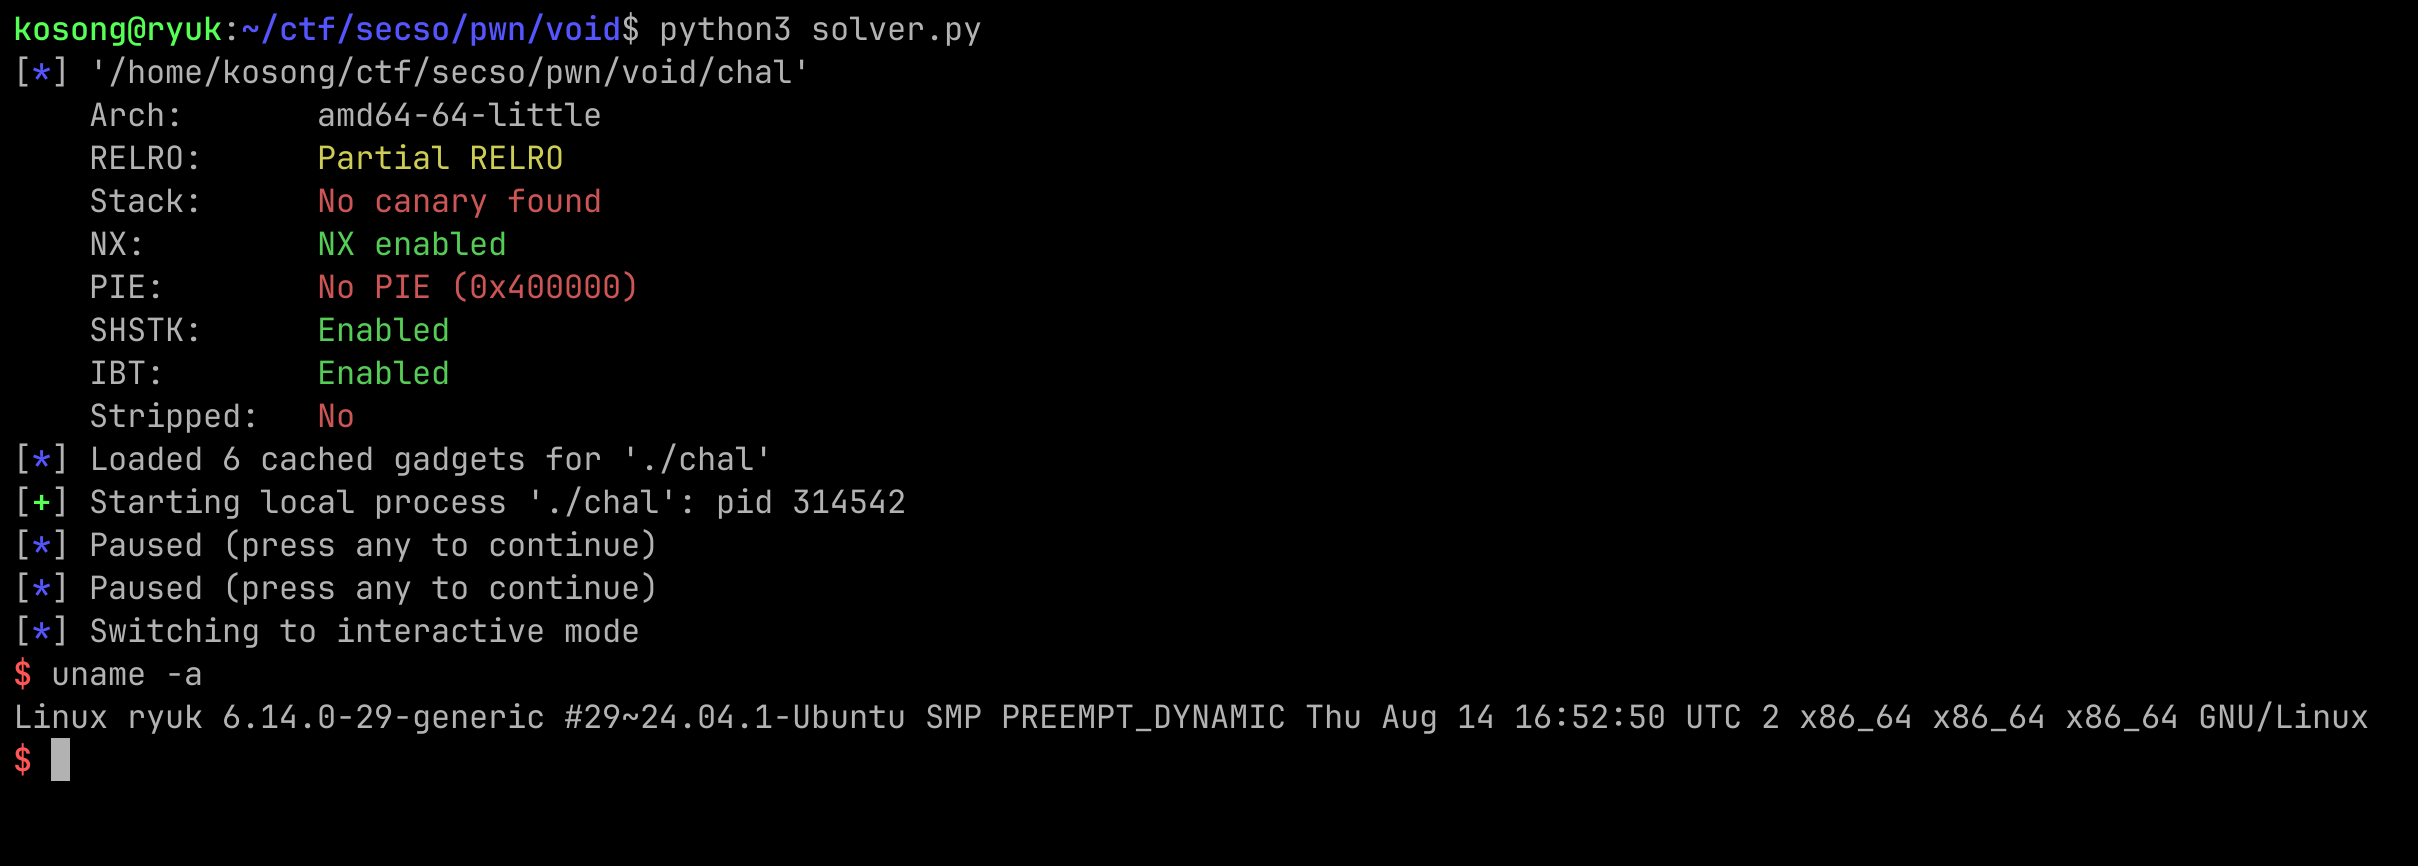 kosong@ryuk:~/ctf/secso/pwn/void$ python3 solver.py
[*] '/home/kosong/ctf/secso/pwn/void/chal'
    Arch:       amd64-64-little
    RELRO:      Partial RELRO
    Stack:      No canary found
    NX:         NX enabled
    PIE:        No PIE (0x400000)
    SHSTK:      Enabled
    IBT:        Enabled
    Stripped:   No
[*] Loaded 6 cached gadgets for './chal'
[+] Starting local process './chal': pid 314542
[*] Paused (press any to continue)
[*] Paused (press any to continue)
[*] Switching to interactive mode
$ uname -a
Linux ryuk 6.14.0-29-generic #29~24.04.1-Ubuntu SMP PREEMPT_DYNAMIC Thu Aug 14 16:52:50 UTC 2 x86_64 x86_64 x86_64 GNU/Linux
$